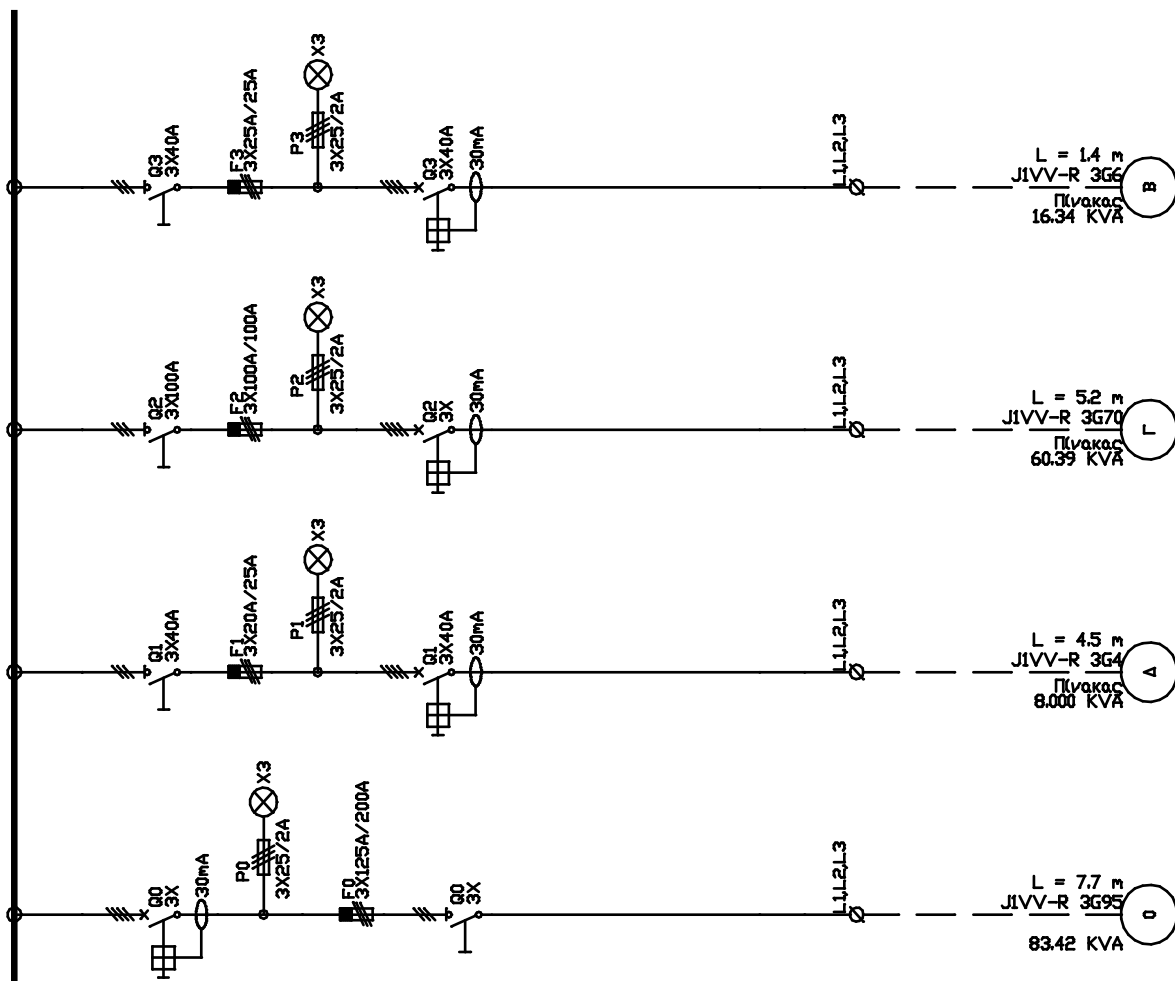 Q3
3X40A
F3
3X25A/25A
P3
3X25/2A
X3
Q3
3X40A
30mA
L1,L2,L3
L = 1.4 m
J1VV-R 3G6
Πίνακας
16.34 KVA
B
Q2
3X100A
F2
3X100A/100A
P2
3X25/2A
X3
Q2
3X
30mA
L1,L2,L3
L = 5.2 m
J1VV-R 3G70
Πίνακας
60.39 KVA
Γ
Q1
3X40A
F1
3X20A/25A
P1
3X25/2A
X3
Q1
3X40A
30mA
L1,L2,L3
L = 4.5 m
J1VV-R 3G4
Πίνακας
8.000 KVA
Δ
Q0
3X
30mA
P0
3X25/2A
X3
F0
3X125A/200A
Q0
3X
L1,L2,L3
L = 7.7 m
J1VV-R 3G95
83.42 KVA
0